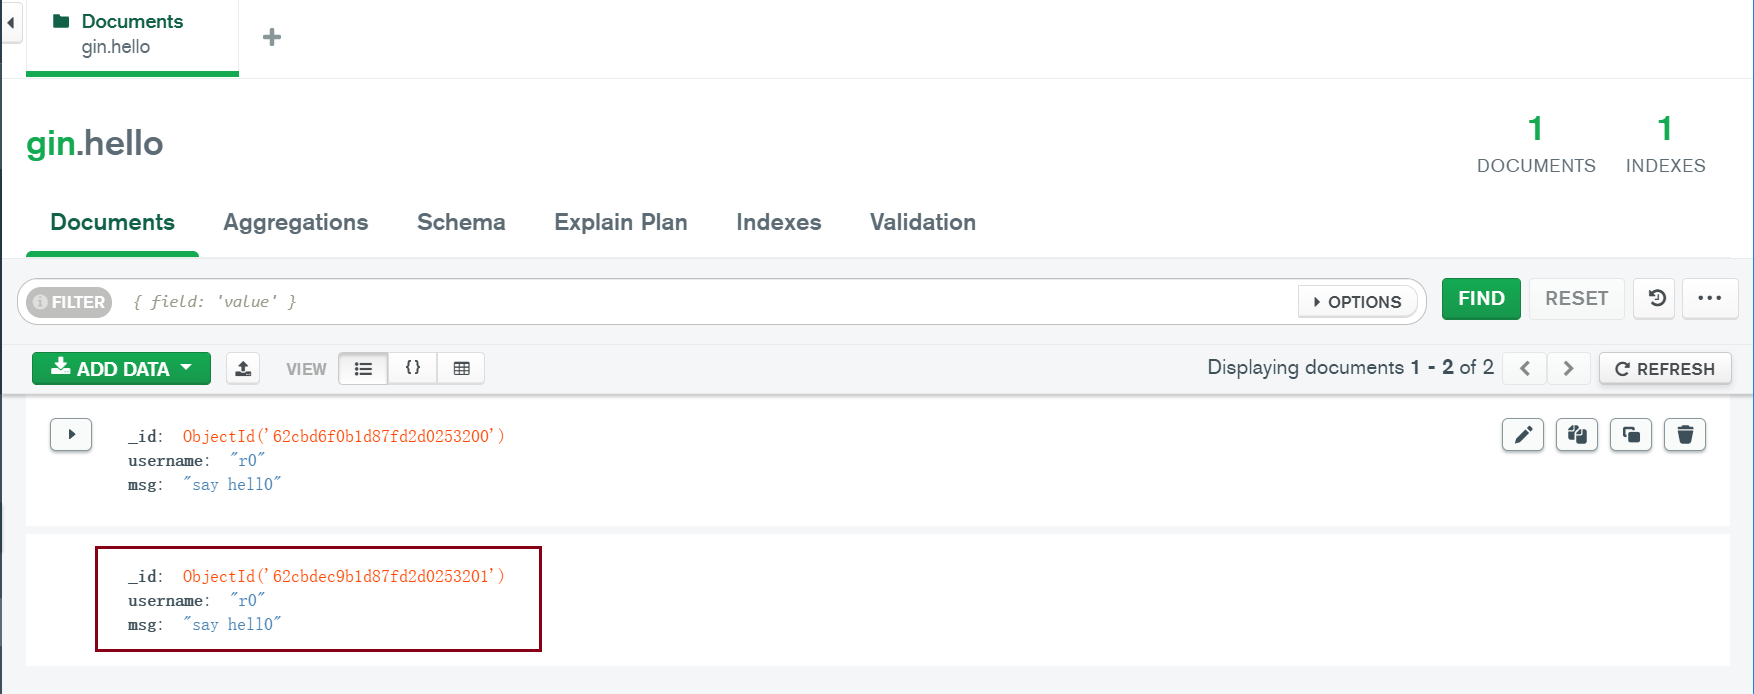 Documents
gin.hello
gin.hello
1 DOCUMENTS
1 INDEXES
Documents Aggregations Schema Explain Plan Indexes Validation
FILTER { field: 'value' } OPTIONS FIND RESET
ADD DATA VIEW {} Displaying documents 1 - 2 of 2 REFRESH
_id: ObjectId('62cbd6f0b1d87fd2d0253200')
username: "r0"
msg: "say hell0"
_id: ObjectId('62cbdec9b1d87fd2d0253201')
username: "r0"
msg: "say hell0"